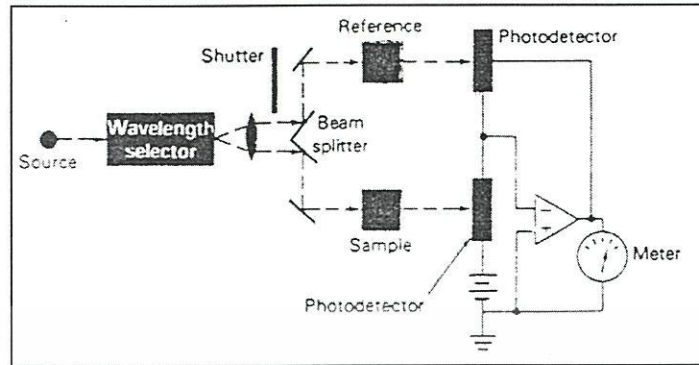 Reference
Photodetector
Shutter
Wavelength
selector
Beam
splitter
Source
Sample
Meter
Photodetector